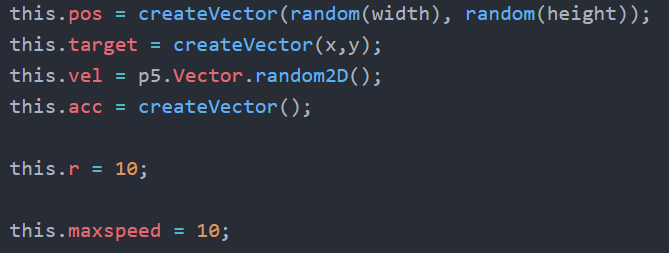 this.pos = createVector(random(width), random(height));
this.target = createVector(x,y);
this.vel = p5.Vector.random2D();
this.acc = createVector();
this.r = 10;
this.maxspeed = 10;